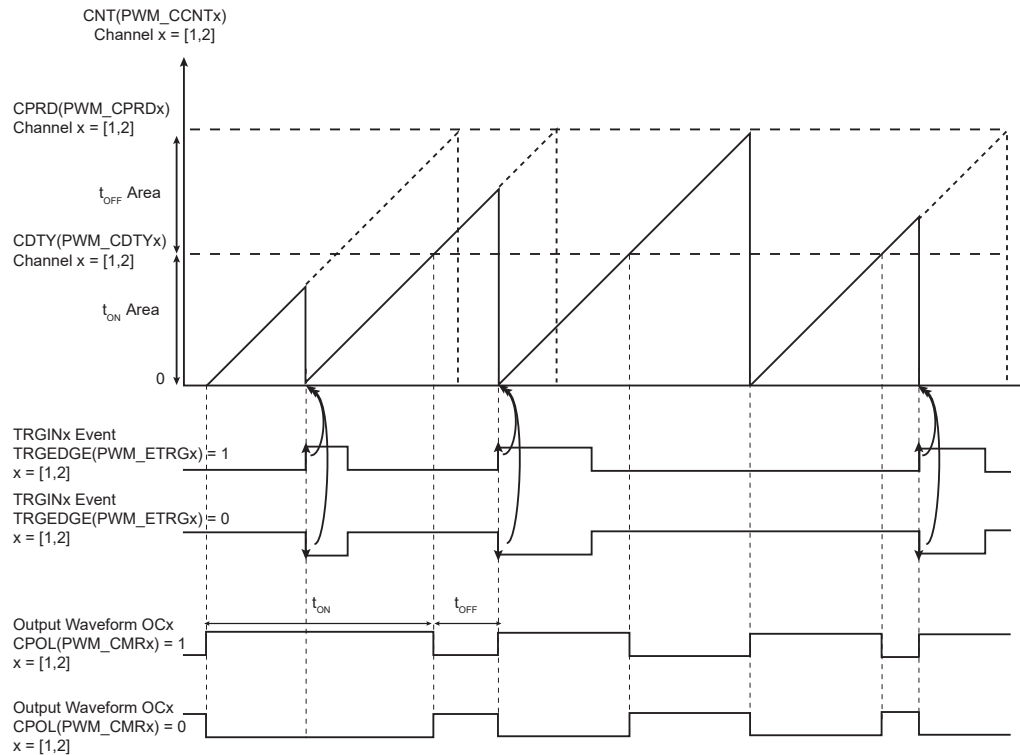 CNT(PWM_CCNTx)
Channel x = [1,2]
CPRD(PWM_CPRDx)
Channel x = [1,2]
tOFF Area
CDTY(PWM_CDTYx)
Channel x = [1,2]
tON Area
0
TRGINx Event
TRGEDGE(PWM_ETRGx) = 1
x = [1,2]
TRGINx Event
TRGEDGE(PWM_ETRGx) = 0
x = [1,2]
tON
tOFF
Output Waveform OCx
CPOL(PWM_CMRx) = 1
x = [1,2]
Output Waveform OCx
CPOL(PWM_CMRx) = 0
x = [1,2]